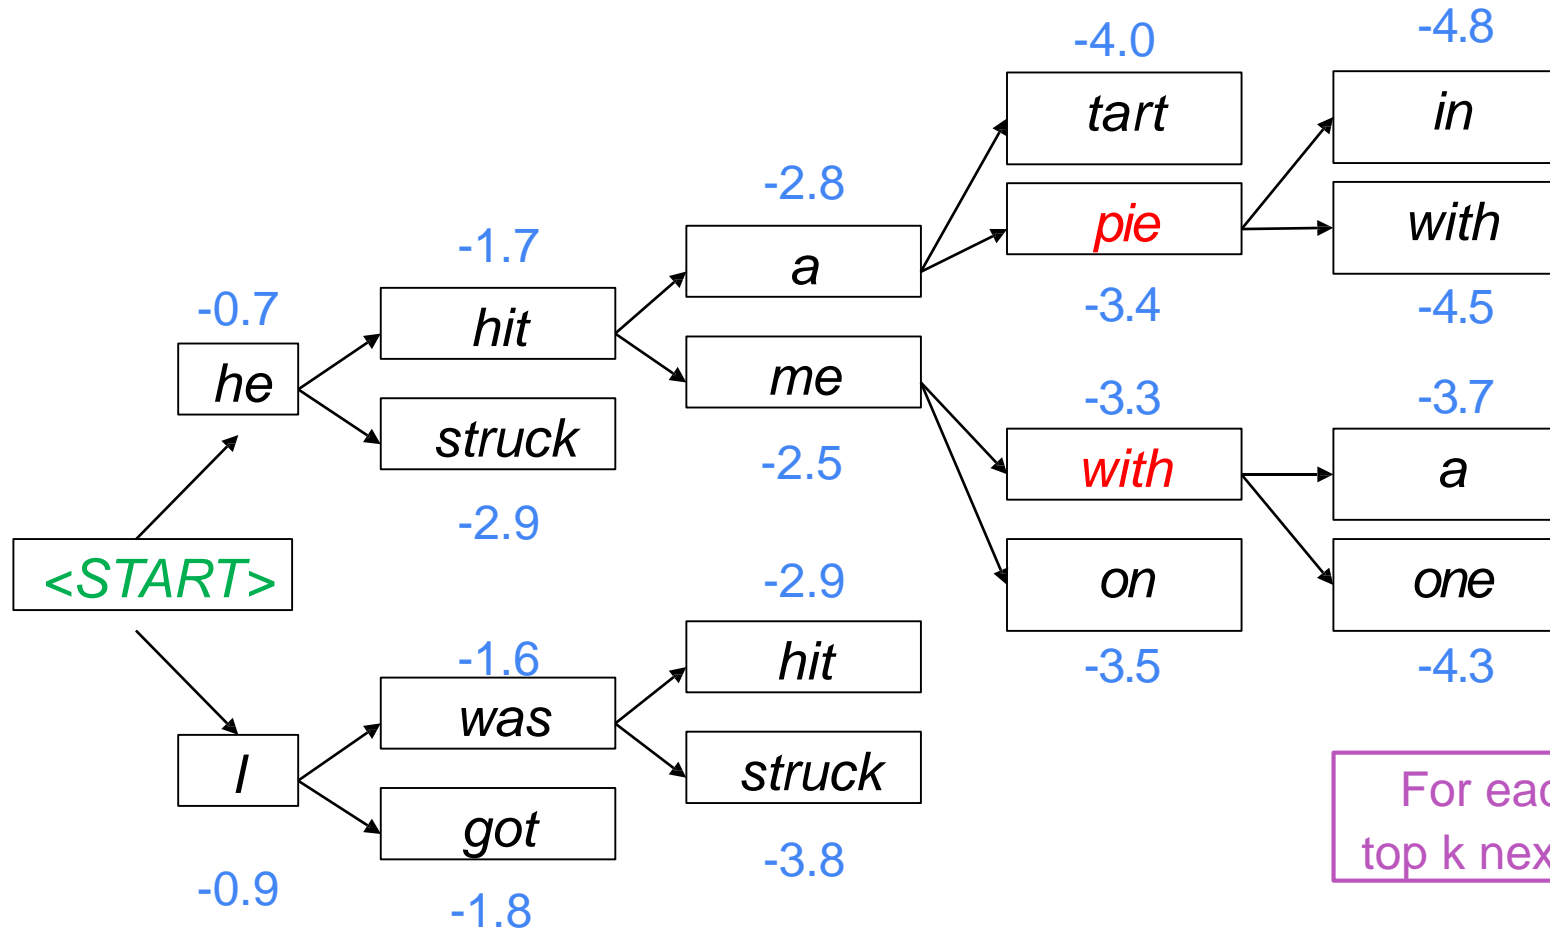 -4.0
-4.8
tart
in
-2.8
pie
with
-1.7
a
-3.4
-4.5
-0.7
hit
he
me
-3.3
-3.7
struck
-2.5
with
a
-2.9
<START>
-2.9
on
one
-1.6
hit
-3.5
-4.3
was
I
struck
For eac
got
top k nex
-0.9
-3.8
-1.8